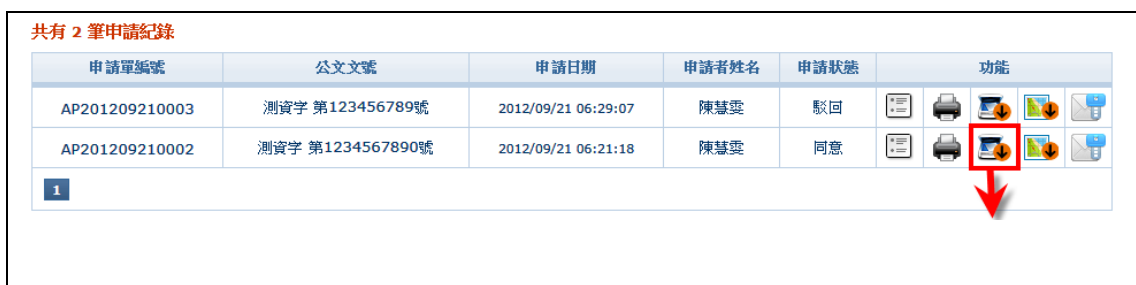 共有 2 筆申請紀錄
申請單編號 公文文號 申請日期 申請者姓名 申請狀態 功能
AP201209210003 測資字 第123456789號 2012/09/21 06:29:07 陳慧雯 駁回
AP201209210002 測資字 第1234567890號 2012/09/21 06:21:18 陳慧雯 同意
1